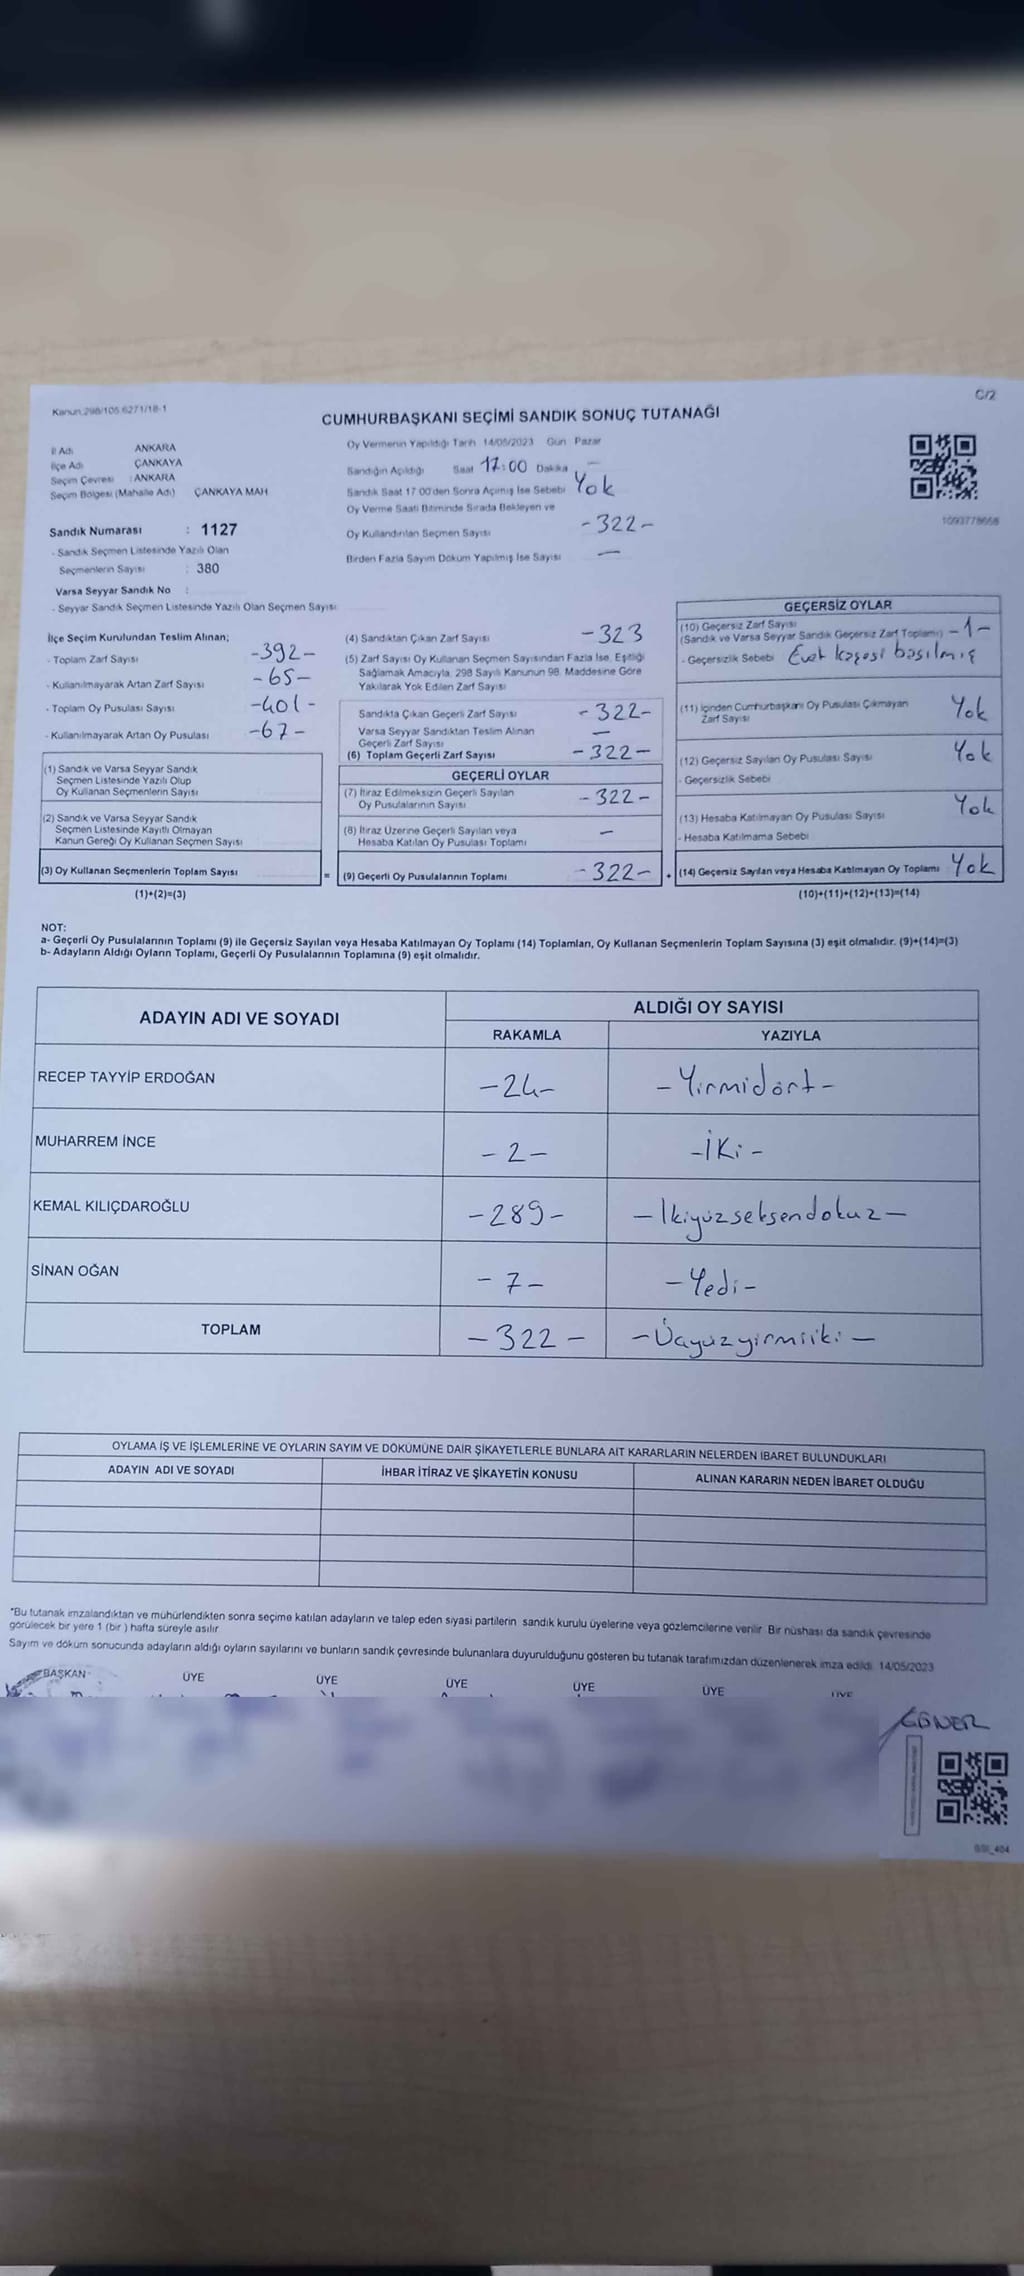 Kanun.298/105.6271/18-1
C/2
CUMHURBAŞKANI SEÇİMİ SANDIK SONUÇ TUTANAĞI
İl Adı ANKARA
İlçe Adı ÇANKAYA
Seçim Çevresi : ANKARA
Seçim Bölgesi (Mahalle Adı) ÇANKAYA MAH
Sandık Numarası : 1127
- Sandık Seçmen Listesinde Yazılı Olan
Seçmenlerin Sayısı : 380
Varsa Seyyar Sandık No :
- Seyyar Sandık Seçmen Listesinde Yazılı Olan Seçmen Sayısı
Oy Vermenin Yapıldığı Tarih 14/05/2023 Gün Pazar
Sandığın Açıldığı Saat 17:00 Dakika —
Sandık Saat 17.00'den Sonra Açımış İse Sebebi Yok
Oy Verme Saati Bitiminde Sırada Bekleyen ve
Oy Kullandırılan Seçmen Sayısı -322-
Birden Fazla Sayım Döküm Yapılmış İse Sayısı —
1093778658
İlçe Seçim Kurulundan Teslim Alınan;
- Toplam Zarf Sayısı -392-
- Kullanılmayarak Artan Zarf Sayısı -65-
- Toplam Oy Pusulası Sayısı -401-
- Kullanılmayarak Artan Oy Pusulası -67-
(1) Sandık ve Varsa Seyyar Sandık
Seçmen Listesinde Yazılı Olup
Oy Kullanan Seçmenlerin Sayısı
(2) Sandık ve Varsa Seyyar Sandık
Seçmen Listesinde Kayıtlı Olmayan
Kanun Gereği Oy Kullanan Seçmen Sayısı
(3) Oy Kullanan Seçmenlerin Toplam Sayısı =
(1)+(2)=(3)
(4) Sandıktan Çıkan Zarf Sayısı -323
(5) Zarf Sayısı Oy Kullanan Seçmen Sayısından Fazla İse, Eşitliği
Sağlamak Amacıyla, 298 Sayılı Kanunun 98. Maddesine Göre
Yakılarak Yok Edilen Zarf Sayısı
Sandıkta Çıkan Geçerli Zarf Sayısı -322-
Varsa Seyyar Sandıktan Teslim Alınan
Geçerli Zarf Sayısı —
(6) Toplam Geçerli Zarf Sayısı -322-
GEÇERLİ OYLAR
(7) İtiraz Edilmeksizin Geçerli Sayılan
Oy Pusulalarının Sayısı -322-
(8) İtiraz Üzerine Geçerli Sayılan veya
Hesaba Katılan Oy Pusulası Toplamı -
(9) Geçerli Oy Pusulalarının Toplamı -322- +
GEÇERSİZ OYLAR
(10) Geçersiz Zarf Sayısı
(Sandık ve Varsa Seyyar Sandık Geçersiz Zarf Toplamı) -1-
- Geçersizlik Sebebi Evet kaşesi basılmış
(11) İçinden Cumhurbaşkanı Oy Pusulası Çıkmayan
Zarf Sayısı Yok
(12) Geçersiz Sayılan Oy Pusulası Sayısı Yok
- Geçersizlik Sebebi
(13) Hesaba Katılmayan Oy Pusulası Sayısı Yok
- Hesaba Katılmama Sebebi
(14) Geçersiz Sayılan veya Hesaba Katılmayan Oy Toplamı Yok
(10)+(11)+(12)+(13)=(14)
NOT:
a- Geçerli Oy Pusulalarının Toplamı (9) ile Geçersiz Sayılan veya Hesaba Katılmayan Oy Toplamı (14) Toplamları, Oy Kullanan Seçmenlerin Toplam Sayısına (3) eşit olmalıdır. (9)+(14)=(3)
b- Adayların Aldığı Oyların Toplamı, Geçerli Oy Pusulalarının Toplamına (9) eşit olmalıdır.
ADAYIN ADI VE SOYADI ALDIĞI OY SAYISI
RAKAMLA YAZIYLA
RECEP TAYYİP ERDOĞAN -24- -Yirmidört-
MUHARREM İNCE -2- -İki-
KEMAL KILIÇDAROĞLU -289- -İkiyüzseksendokuz-
SİNAN OĞAN -7- -Yedi-
TOPLAM -322- -Üçyüzyirmiiki-
OYLAMA İŞ VE İŞLEMLERİNE VE OYLARIN SAYIM VE DÖKÜMÜNE DAİR ŞİKAYETLERLE BUNLARA AİT KARARLARIN NELERDEN İBARET BULUNDUKLARI
ADAYIN ADI VE SOYADI İHBAR İTİRAZ VE ŞİKAYETİN KONUSU ALINAN KARARIN NEDEN İBARET OLDUĞU
*Bu tutanak imzalandıktan ve mühürlendikten sonra seçime katılan adayların ve talep eden siyasi partilerin sandık kurulu üyelerine veya gözlemcilerine verilir. Bir nüshası da sandık çevresinde
görülecek bir yere 1 (bir ) hafta süreyle asılır
Sayım ve döküm sonucunda adayların aldığı oyların sayılarını ve bunların sandık çevresinde bulunanlara duyurulduğunu gösteren bu tutanak tarafımızdan düzenlenerek imza edildi. 14/05/2023
BAŞKAN ÜYE ÜYE ÜYE ÜYE ÜYE ÜYE